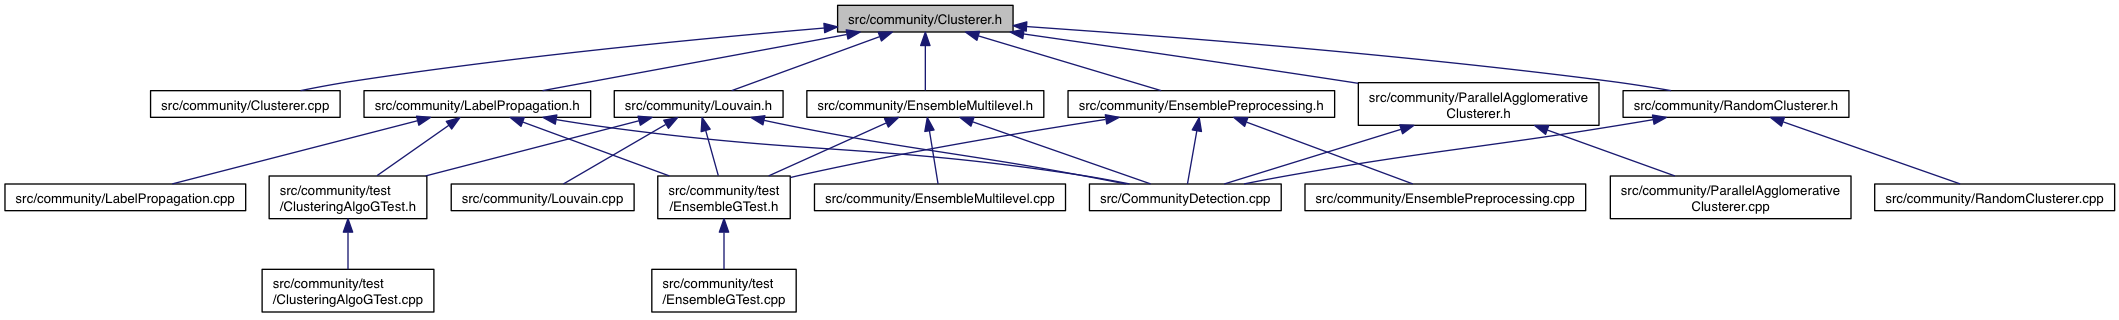 src/community/Clusterer.h
src/community/Clusterer.cpp
src/community/LabelPropagation.h
src/community/Louvain.h
src/community/EnsembleMultilevel.h
src/community/EnsemblePreprocessing.h
src/community/ParallelAgglomerative
Clusterer.h
src/community/RandomClusterer.h
src/community/LabelPropagation.cpp
src/community/test
/ClusteringAlgoGTest.h
src/community/Louvain.cpp
src/community/test
/EnsembleGTest.h
src/community/EnsembleMultilevel.cpp
src/CommunityDetection.cpp
src/community/EnsemblePreprocessing.cpp
src/community/ParallelAgglomerative
Clusterer.cpp
src/community/RandomClusterer.cpp
src/community/test
/ClusteringAlgoGTest.cpp
src/community/test
/EnsembleGTest.cpp